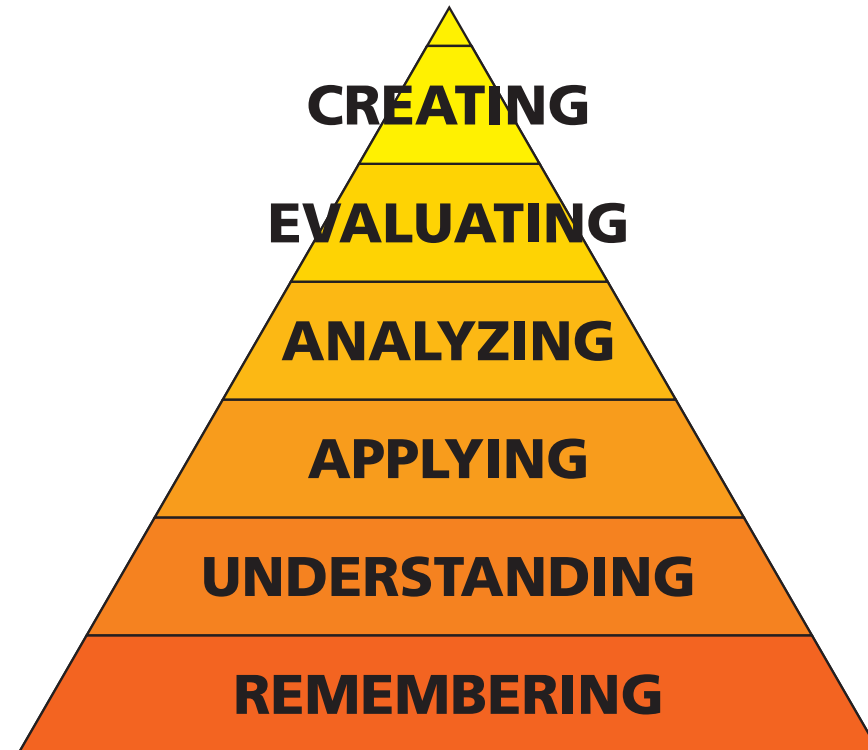 CREATING
EVALUATING
ANALYZING
APPLYING
UNDERSTANDING
REMEMBERING